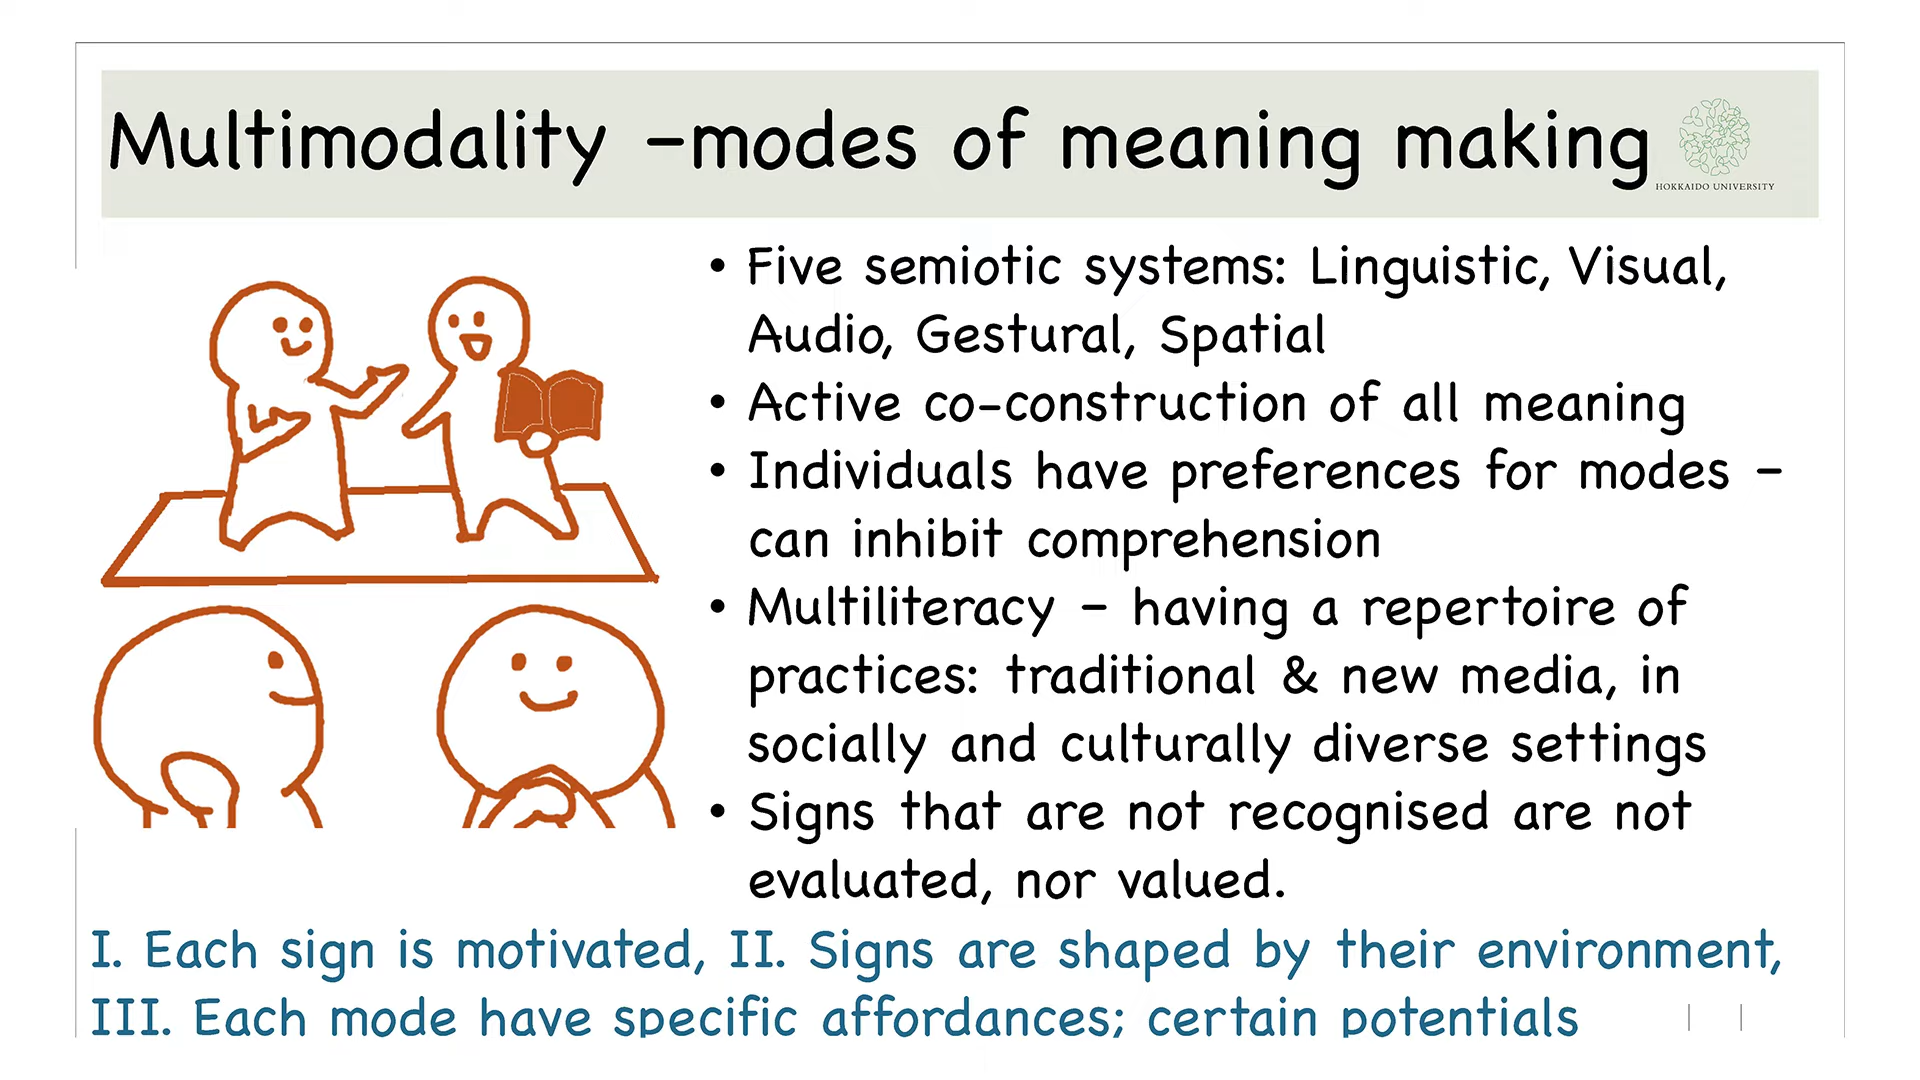 Multimodality –modes of meaning making
HOKKAIDO UNIVERSITY
• Five semiotic systems: Linguistic, Visual,
Audio, Gestural, Spatial
• Active co-construction of all meaning
• Individuals have preferences for modes –
can inhibit comprehension
• Multiliteracy – having a repertoire of
practices: traditional & new media, in
socially and culturally diverse settings
• Signs that are not recognised are not
evaluated, nor valued.
I. Each sign is motivated, II. Signs are shaped by their environment,
III. Each mode have specific affordances; certain potentials